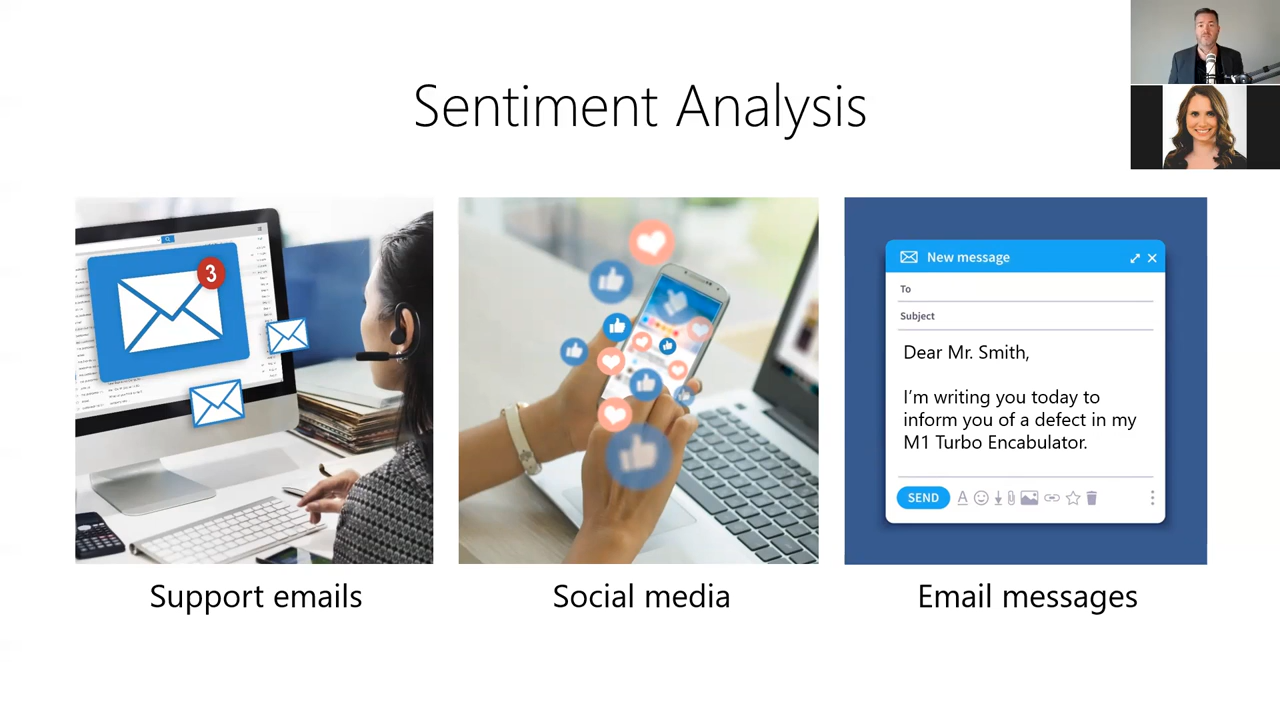 Sentiment Analysis
3
New message
To
Subject
Dear Mr. Smith,
I'm writing you today to
inform you of a defect in my
M1 Turbo Encabulator.
SEND
Support emails
Social media
Email messages